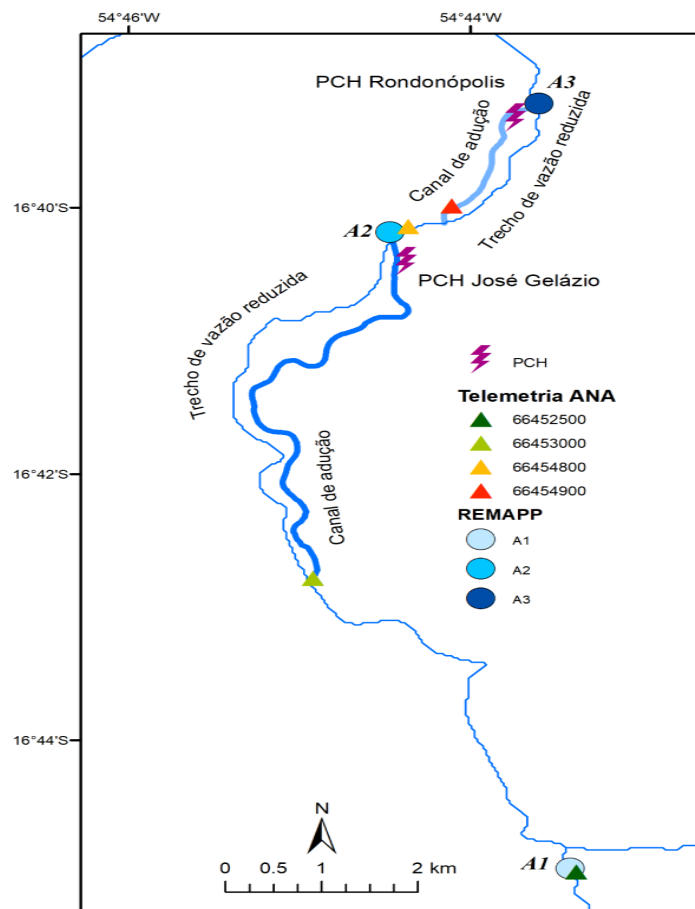 54°46'W 54°44'W
PCH Rondonópolis
A3
Canal de adução
Trecho de vazão reduzida
16°40'S
A2
PCH José Gelázio
Trecho de vazão reduzida
PCH
Telemetria ANA
66452500
66453000
66454800
66454900
REMAPP
A1
A2
A3
Canal de adução
16°42'S
16°44'S
N
0 0.5 1 2 km
A1